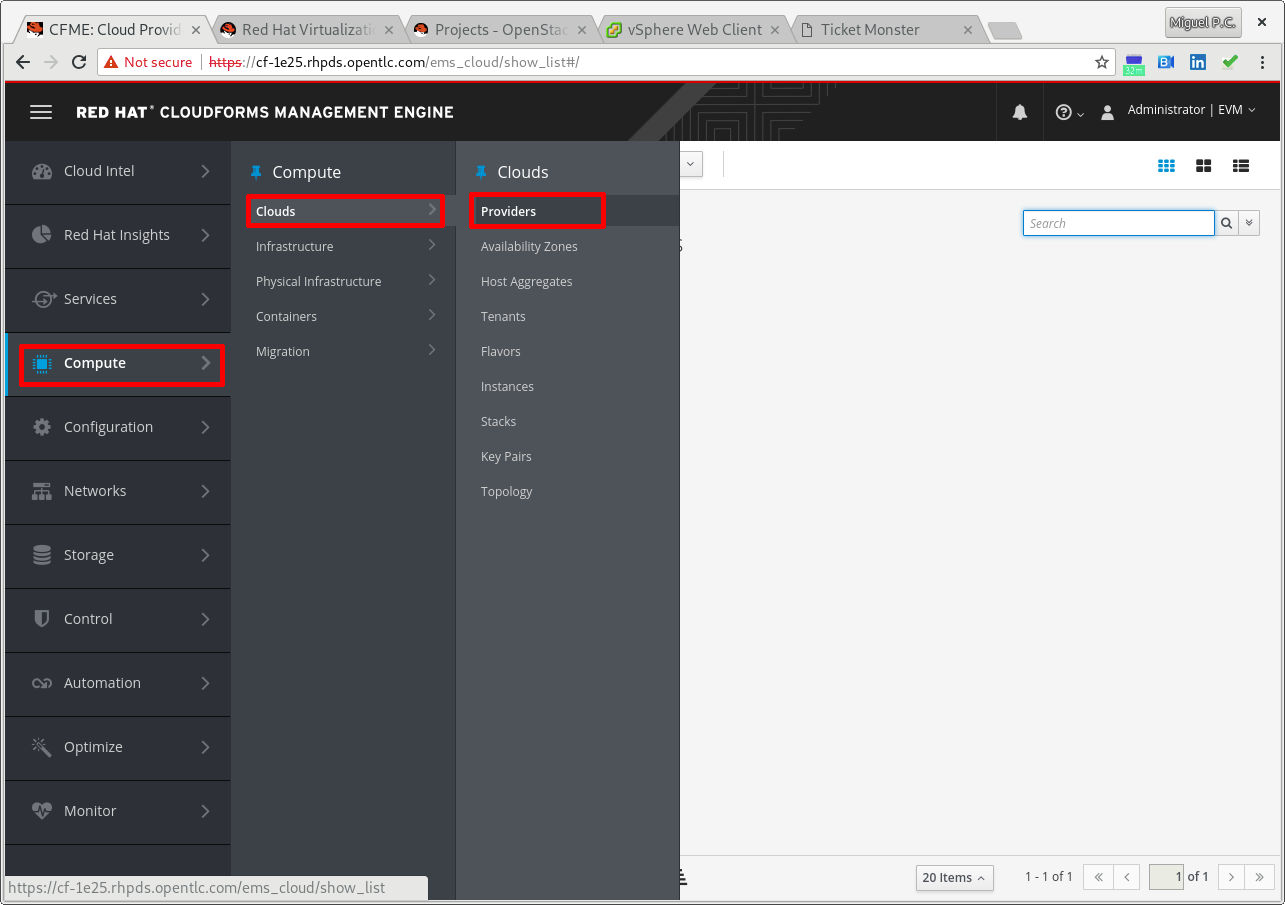 CFME: Cloud Provid
Red Hat Virtualizati
Projects - OpenStac
vSphere Web Client
Ticket Monster
Miguel P.C.
Not secure
https://cf-1e25.rhpds.opentlc.com/ems_cloud/show_list#/
32m
RED HAT® CLOUDFORMS MANAGEMENT ENGINE
Administrator | EVM
Cloud Intel
Red Hat Insights
Services
Compute
Configuration
Networks
Storage
Control
Automation
Optimize
Monitor
Compute
Clouds
Infrastructure
Physical Infrastructure
Containers
Migration
Clouds
Providers
Availability Zones
Host Aggregates
Tenants
Flavors
Instances
Stacks
Key Pairs
Topology
Search
20 Items
1 - 1 of 1
1 of 1
https://cf-1e25.rhpds.opentlc.com/ems_cloud/show_list